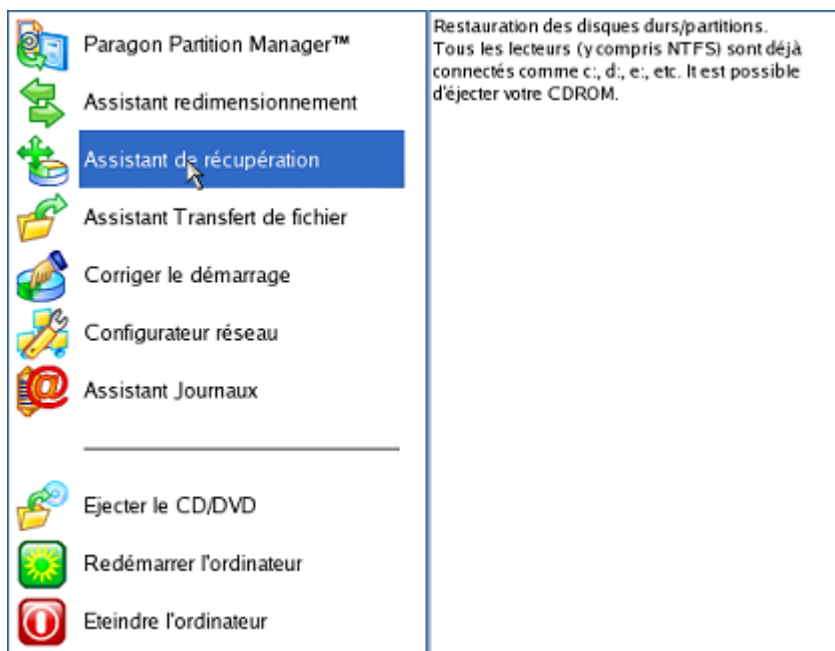 Paragon Partition Manager™
Assistant redimensionnement
Assistant de récupération
Assistant Transfert de fichier
Corriger le démarrage
Configurateur réseau
Assistant Journaux
Ejecter le CD/DVD
Redémarrer l'ordinateur
Eteindre l'ordinateur
Restauration des disques durs/partitions.
Tous les lecteurs (y compris NTFS) sont déjà
connectés comme c:, d:, e:, etc. It est possible
d'éjecter votre CDROM.